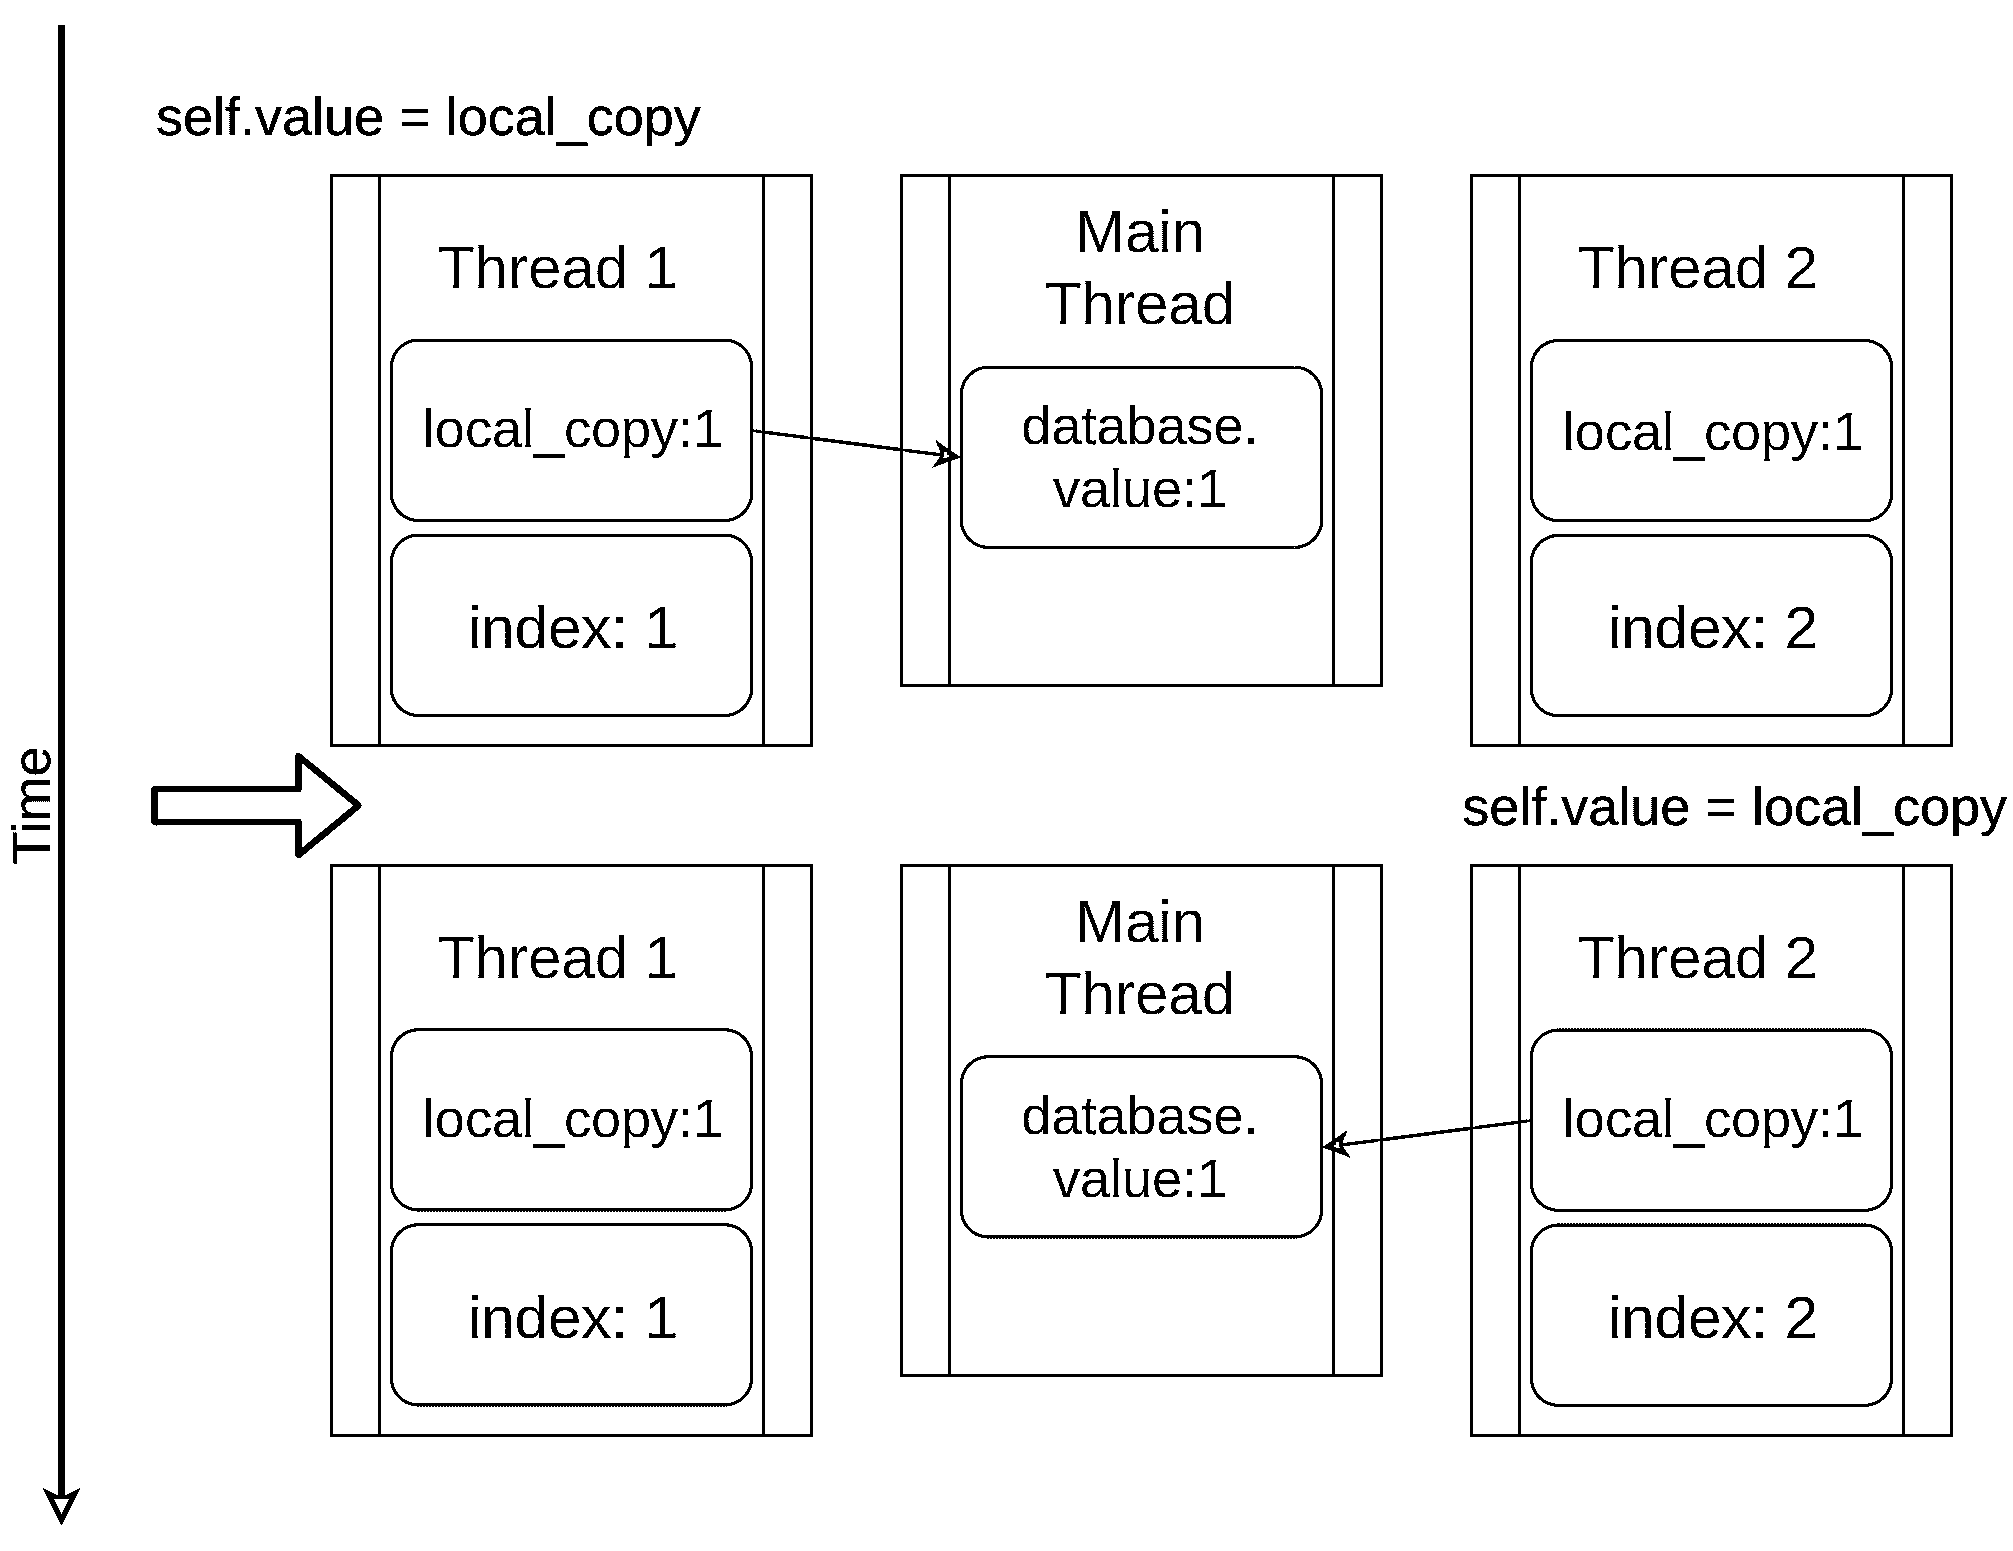 self.value = local_copy
Thread 1
local_copy:1
index: 1
Main
Thread
database.
value:1
Thread 2
local_copy:1
index: 2
Time
self.value = local_copy
Thread 1
local_copy:1
index: 1
Main
Thread
database.
value:1
Thread 2
local_copy:1
index: 2